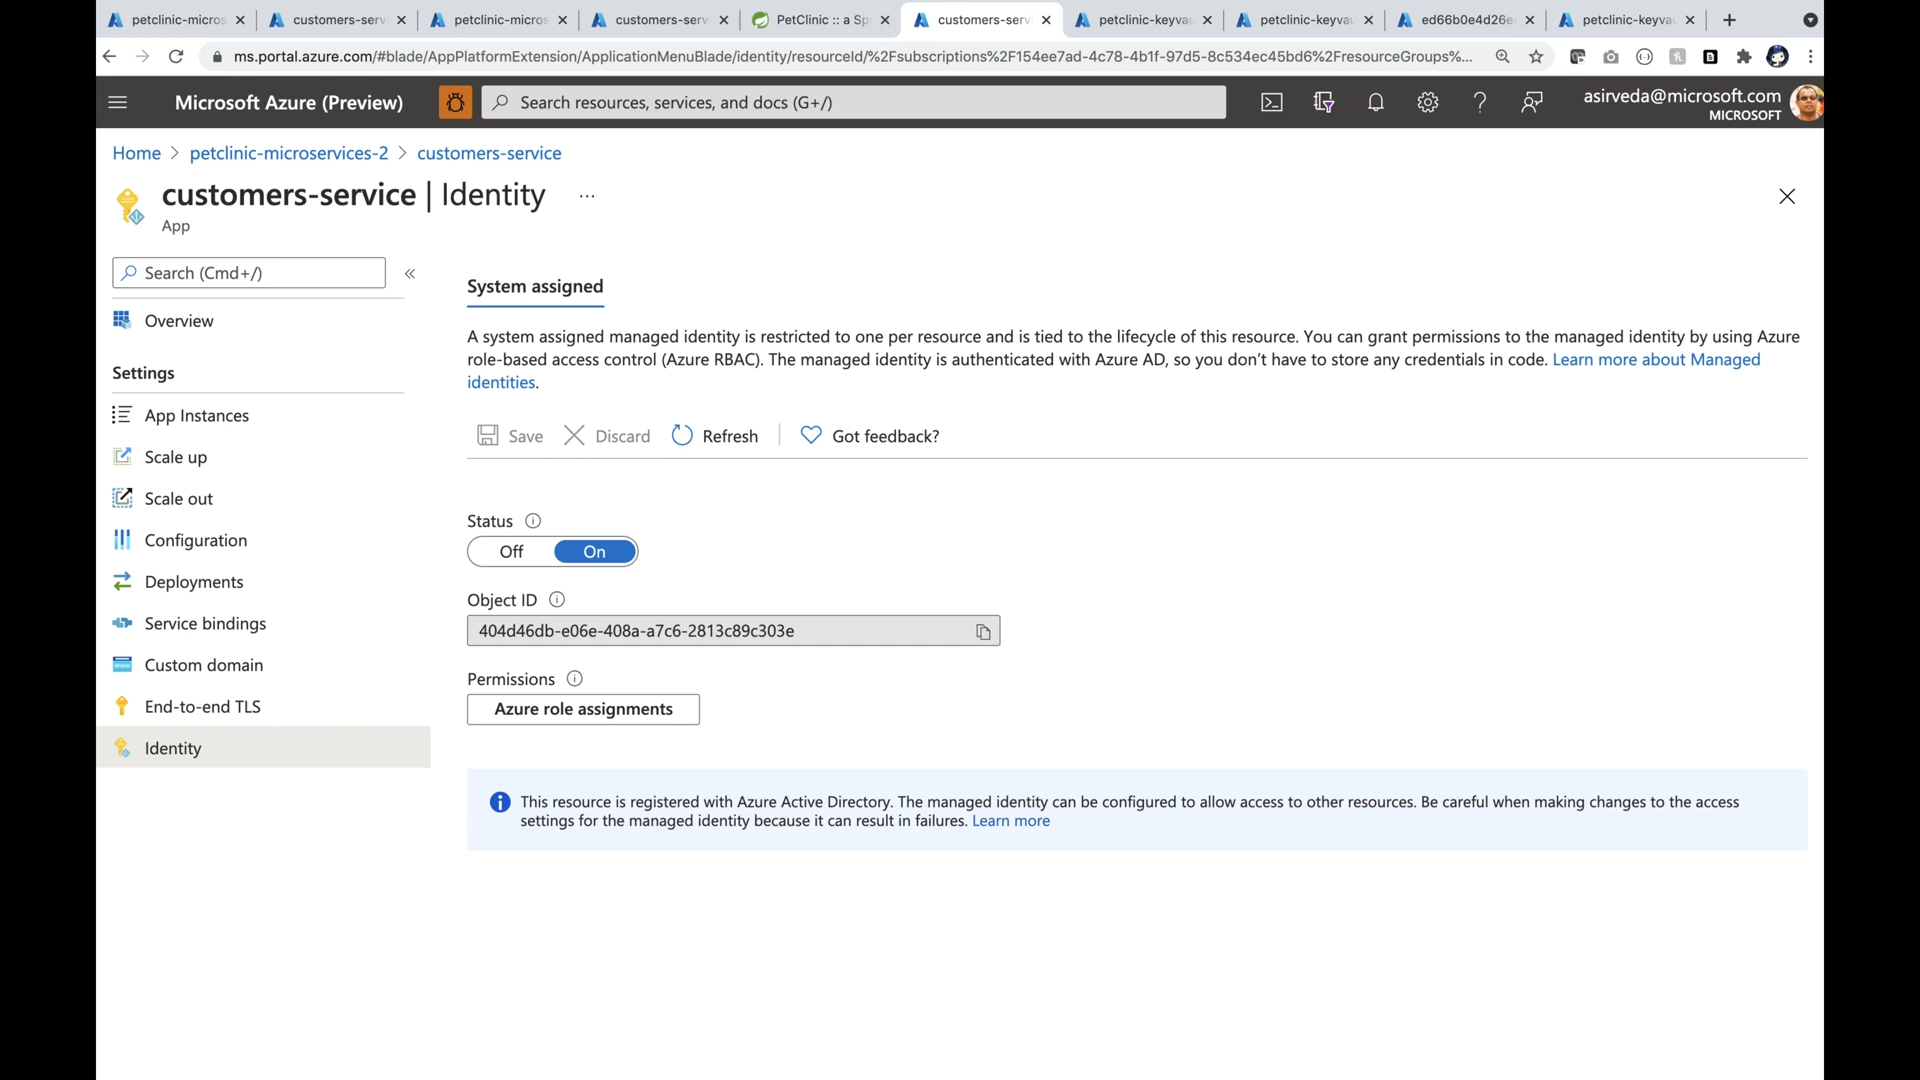 petclinic-micros
customers-serv
petclinic-micros
customers-serv
PetClinic :: a Sp
customers-serv
petclinic-keyvau
petclinic-keyvau
ed66b0e4d26e
petclinic-keyvau
ms.portal.azure.com/#blade/AppPlatformExtension/ApplicationMenuBlade/identity/resourceId/%2Fsubscriptions%2F154ee7ad-4c78-4b1f-97d5-8c534ec45bd6%2FresourceGroups%...
Microsoft Azure (Preview)
Search resources, services, and docs (G+/)
asirveda@microsoft.com
MICROSOFT
Home > petclinic-microservices-2 > customers-service
customers-service | Identity ...
App
Search (Cmd+/)
«
Overview
Settings
App Instances
Scale up
Scale out
Configuration
Deployments
Service bindings
Custom domain
End-to-end TLS
Identity
System assigned
A system assigned managed identity is restricted to one per resource and is tied to the lifecycle of this resource. You can grant permissions to the managed identity by using Azure
role-based access control (Azure RBAC). The managed identity is authenticated with Azure AD, so you don’t have to store any credentials in code. Learn more about Managed
identities.
Save Discard Refresh Got feedback?
Status
Off On
Object ID
404d46db-e06e-408a-a7c6-2813c89c303e
Permissions
Azure role assignments
This resource is registered with Azure Active Directory. The managed identity can be configured to allow access to other resources. Be careful when making changes to the access
settings for the managed identity because it can result in failures. Learn more